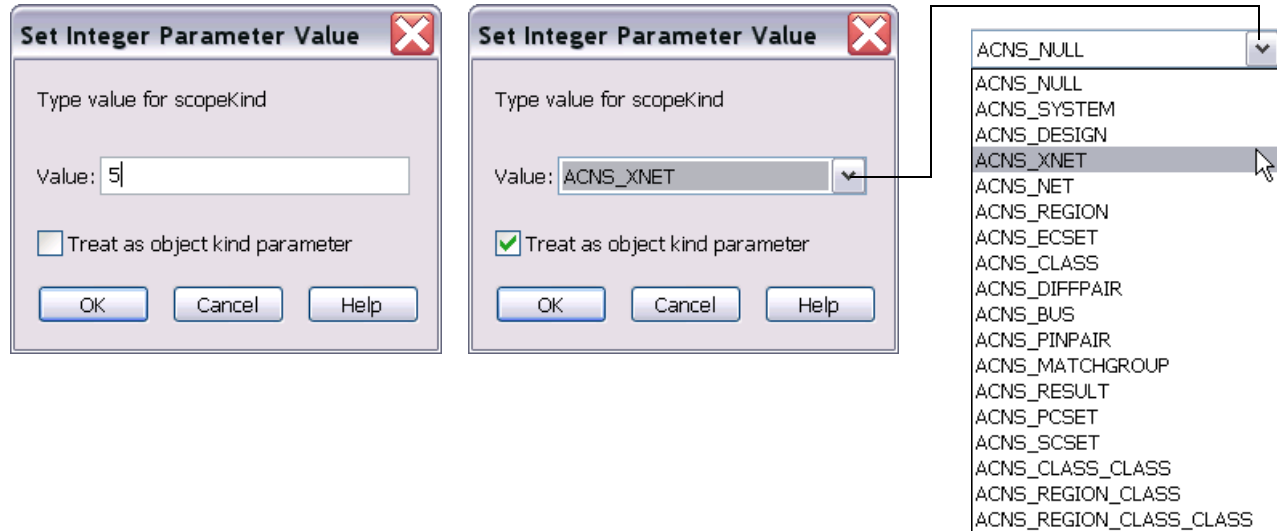 Set Integer Parameter Value
Type value for scopeKind
Value: 5
Treat as object kind parameter
OK Cancel Help
Set Integer Parameter Value
Type value for scopeKind
Value: ACNS_XNET
Treat as object kind parameter
OK Cancel Help
ACNS_NULL
ACNS_NULL
ACNS_SYSTEM
ACNS_DESIGN
ACNS_XNET
ACNS_NET
ACNS_REGION
ACNS_ECSET
ACNS_CLASS
ACNS_DIFFPAIR
ACNS_BUS
ACNS_PINPAIR
ACNS_MATCHGROUP
ACNS_RESULT
ACNS_PCSET
ACNS_SCSET
ACNS_CLASS_CLASS
ACNS_REGION_CLASS
ACNS_REGION_CLASS_CLASS